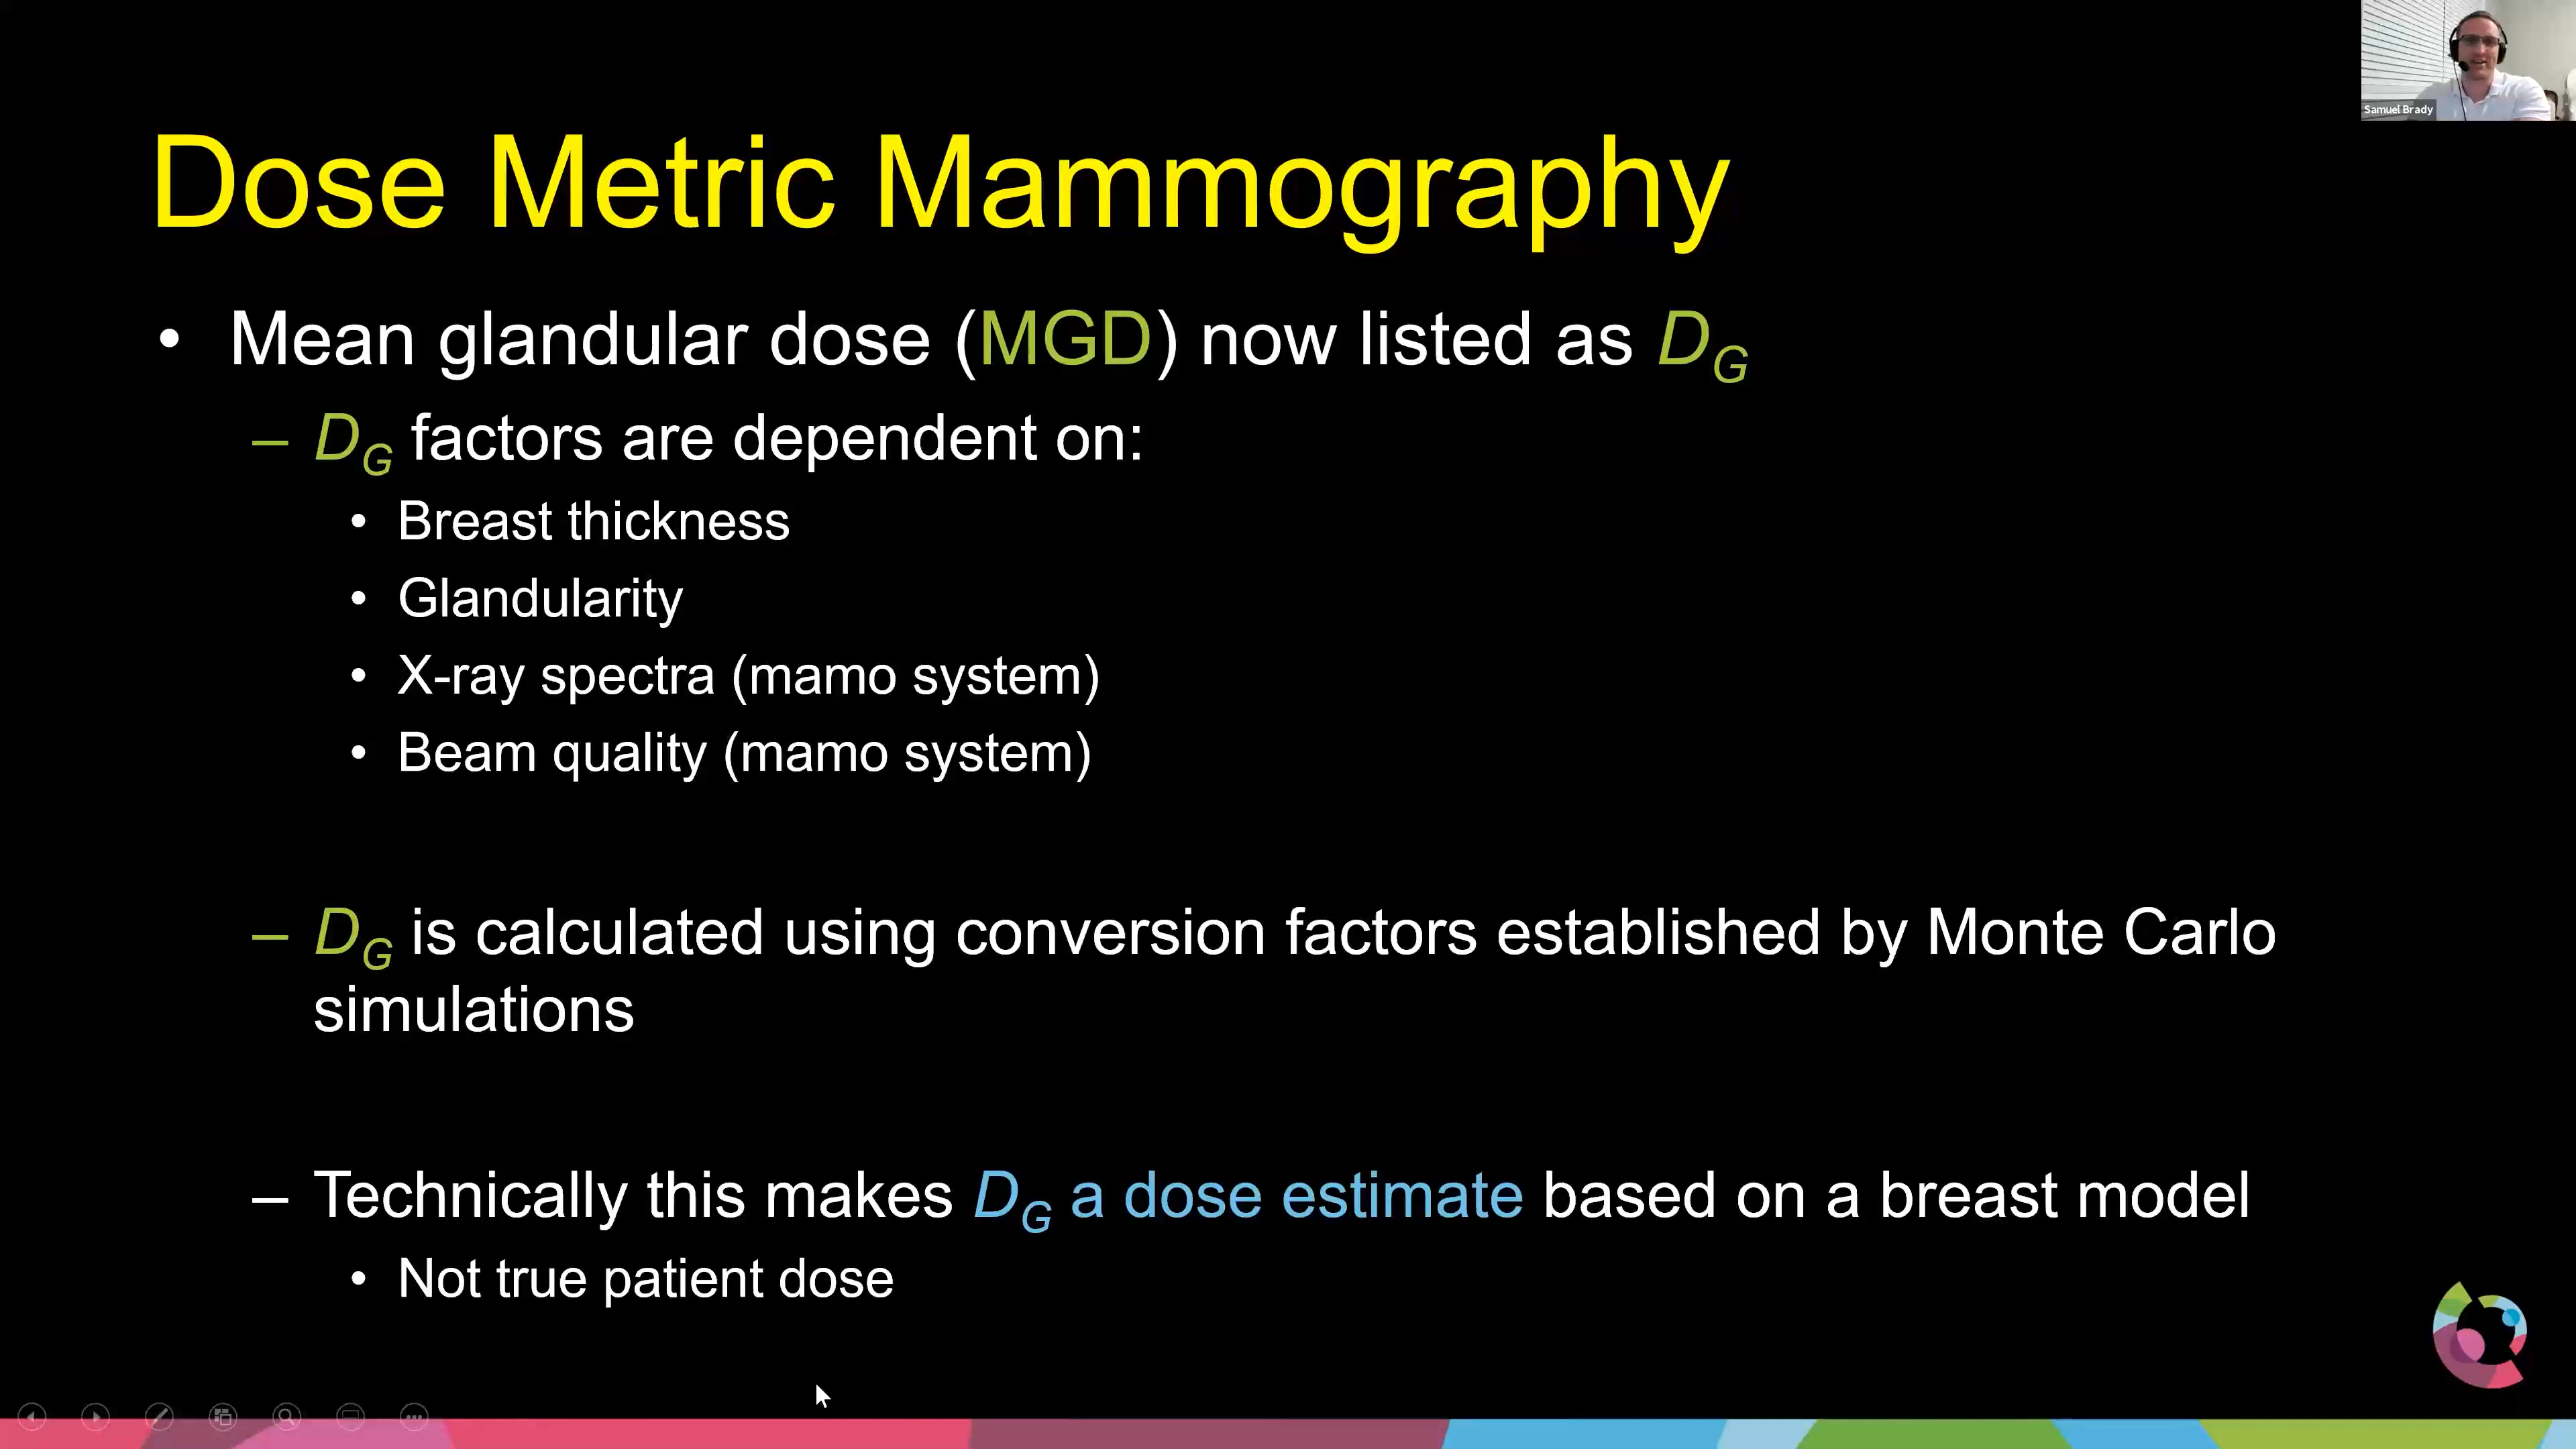 Samuel Brady
Dose Metric Mammography
• Mean glandular dose (MGD) now listed as DG
– DG factors are dependent on:
• Breast thickness
• Glandularity
• X-ray spectra (mamo system)
• Beam quality (mamo system)
– DG is calculated using conversion factors established by Monte Carlo
simulations
– Technically this makes DG a dose estimate based on a breast model
• Not true patient dose